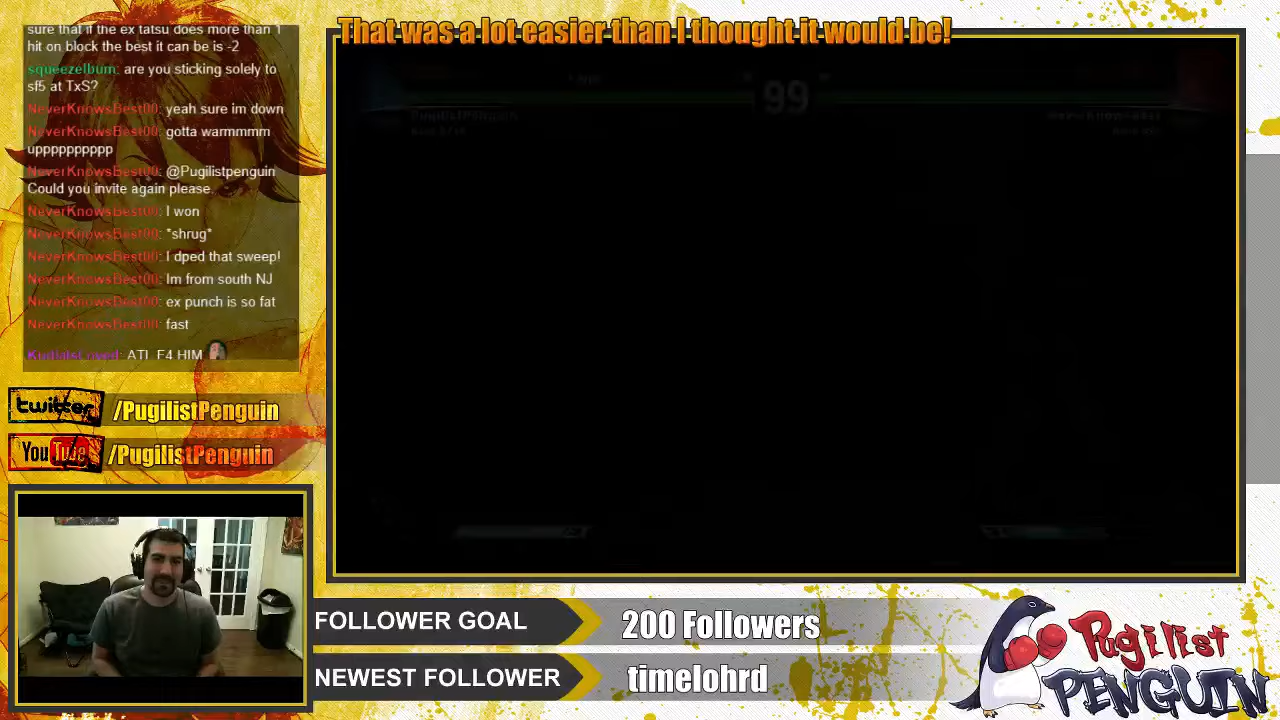 That was a lot easier than I thought it would be!
sure that if the ex tatsu does more than 1
hit on block the best it can be is -2
squeezelbum: are you sticking solely to
sf5 at TxS?
NeverKnowsBest00: yeah sure im down
NeverKnowsBest00: gotta warmmmm
upppppppppp
NeverKnowsBest00: @Pugilistpenguin
Could you invite again please.
NeverKnowsBest00: I won
NeverKnowsBest00: *shrug*
NeverKnowsBest00: I dped that sweep!
NeverKnowsBest00: Im from south NJ
NeverKnowsBest00: ex punch is so fat
NeverKnowsBest00: fast
HIM
99
PugilistPenguin
twitter /PugilistPenguin
YouTube /PugilistPenguin
FOLLOWER GOAL 200 Followers
NEWEST FOLLOWER timelohrd
Pugilist
PENGUIN